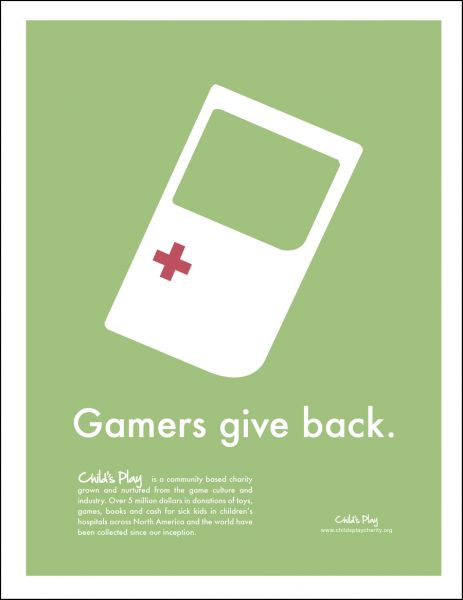 Gamers give back.
Child's Play is a community based charity
grown and nurtured from the game culture and
industry. Over 5 million dollars in donations of toys,
games, books and cash for sick kids in children's
hospitals across North America and the world have
been collected since our inception.
Child's Play
www.childsplaycharity.org